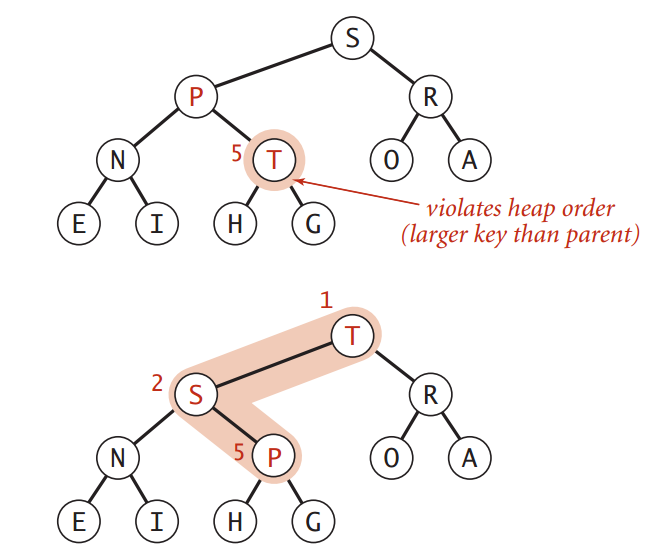 S
P R
N 5 T O A
E I H G
violates heap order
(larger key than parent)
1
T
2 S R
N 5 P O A
E I H G